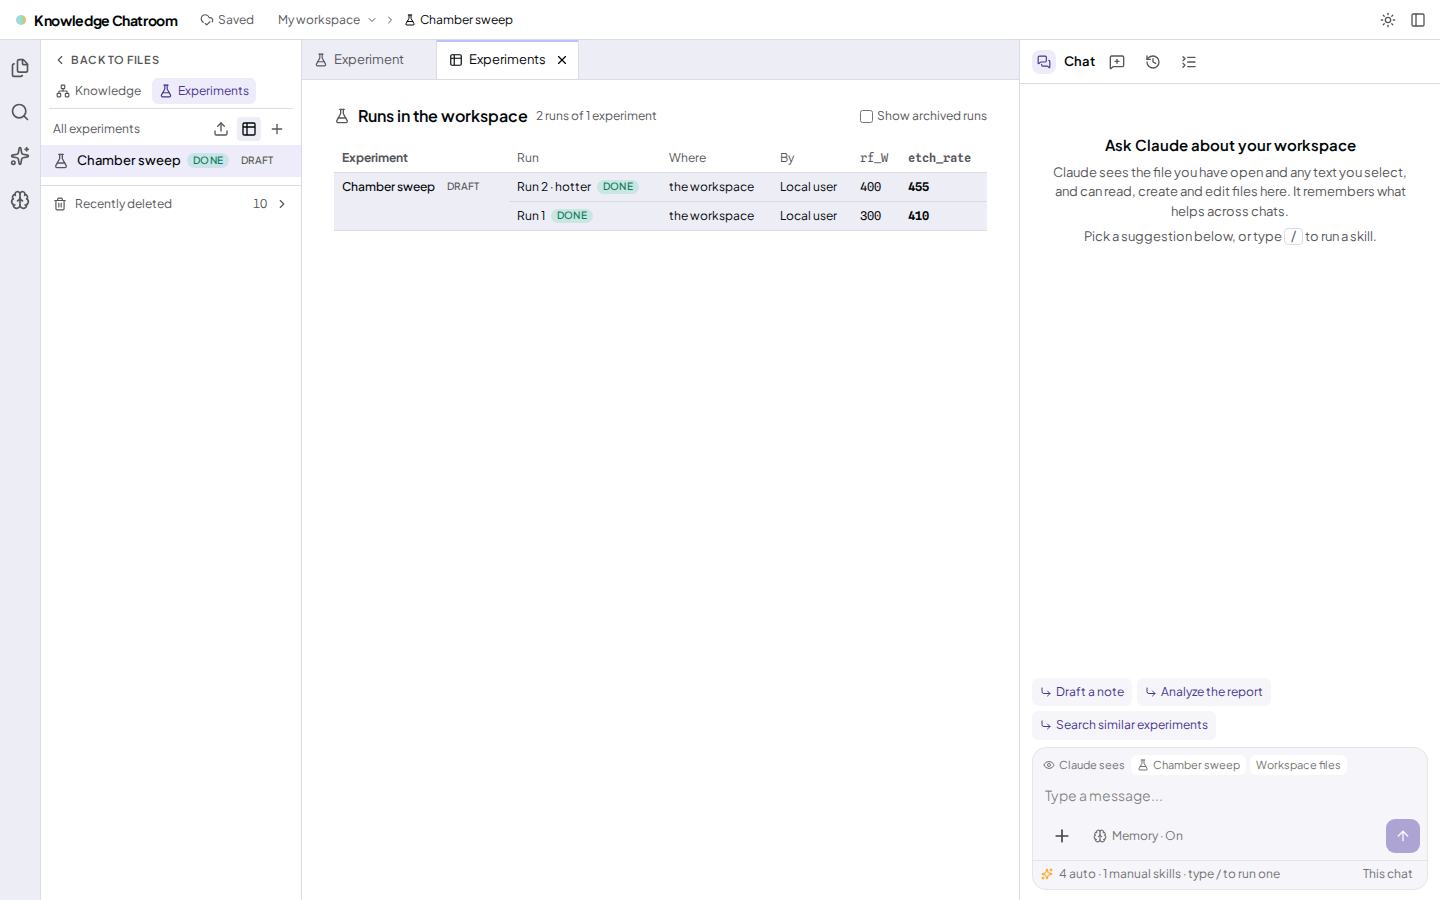 Knowledge Chatroom
Saved
My workspace
Chamber sweep
BACK TO FILES
Knowledge
Experiments
All experiments
Chamber sweep DONE DRAFT
Recently deleted 10
Experiment
Experiments
Runs in the workspace 2 runs of 1 experiment
Show archived runs
Experiment Run Where By rf_W etch_rate
Chamber sweep DRAFT Run 2 · hotter DONE the workspace Local user 400 455
Run 1 DONE the workspace Local user 300 410
Chat
Ask Claude about your workspace
Claude sees the file you have open and any text you select,
and can read, create and edit files here. It remembers what
helps across chats.
Pick a suggestion below, or type / to run a skill.
Draft a note
Analyze the report
Search similar experiments
Claude sees Chamber sweep Workspace files
Type a message...
Memory · On
4 auto · 1 manual skills · type / to run one
This chat